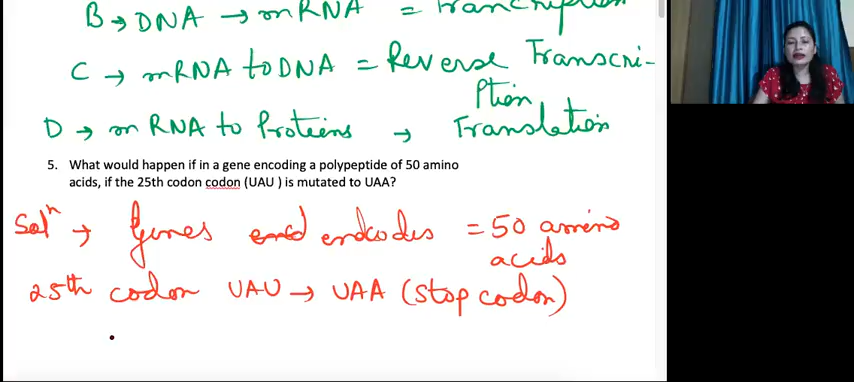 B → DNA → mRNA = Trancription
C → mRNA to DNA = Reverse Transcri-
ption
D → mRNA to Proteins → Translation
5. What would happen if in a gene encoding a polypeptide of 50 amino
acids, if the 25th codon codon (UAU ) is mutated to UAA?
Solⁿ → Genes endcodes = 50 amino
acids
25th codon UAU → UAA (stop codon)